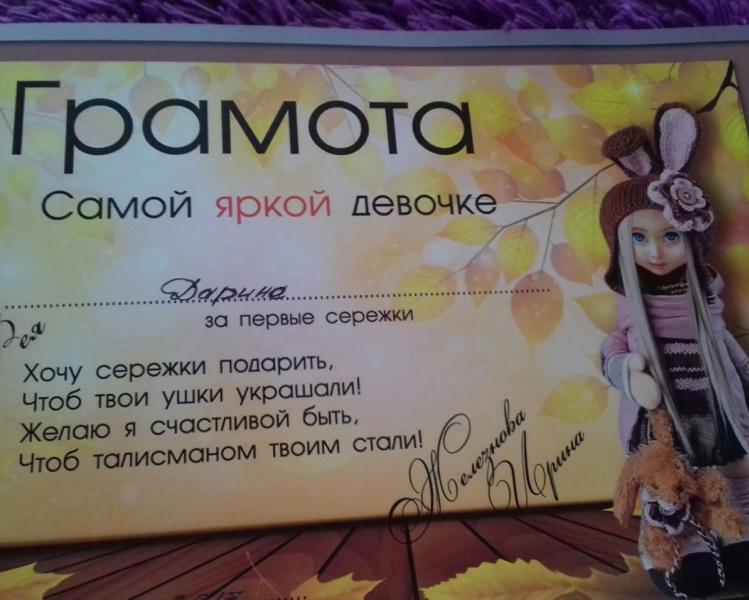 Грамота
Самой яркой девочке
Дарина
за первые сережки
Хочу сережки подарить,
Чтоб твои ушки украшали!
Желаю я счастливой быть,
Чтоб талисманом твоим стали!
Железнова
Ирина